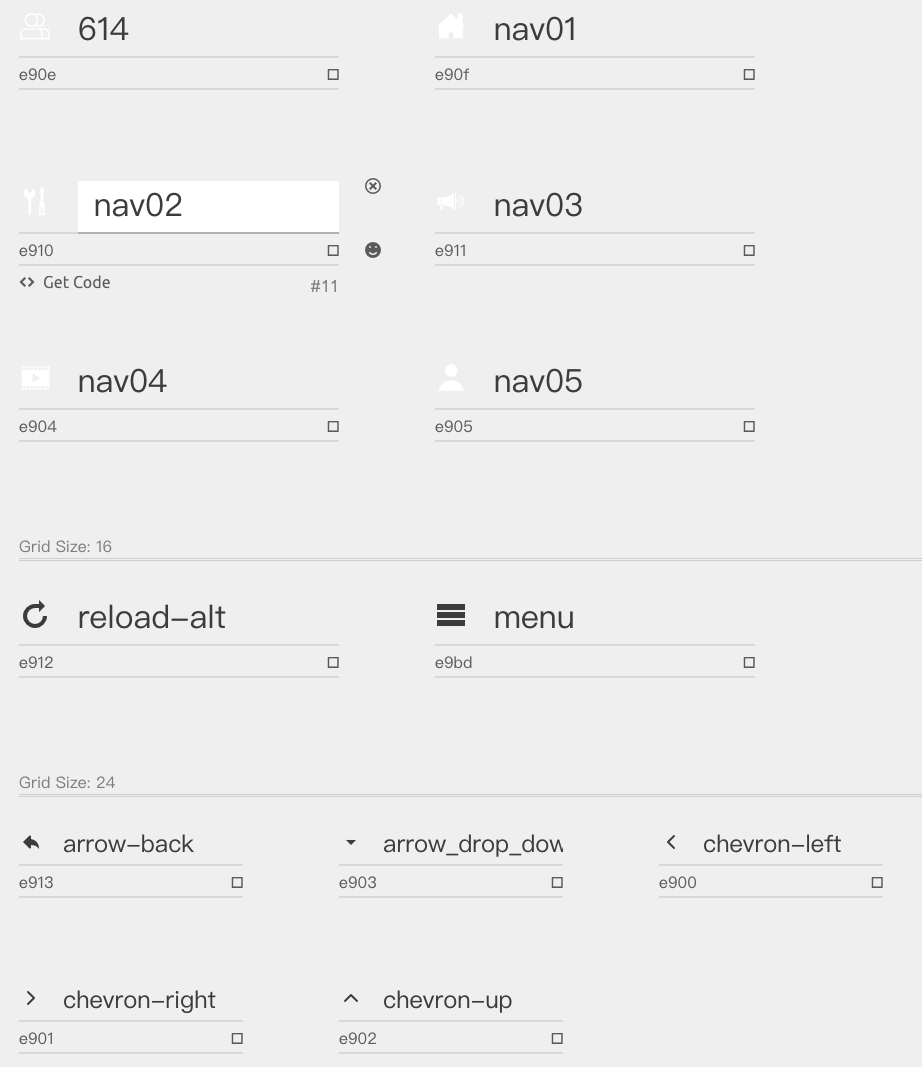 614
nav01
e90e
e90f
nav02
nav03
e910
e911
Get Code
#11
nav04
nav05
e904
e905
Grid Size: 16
reload-alt
menu
e912
e9bd
Grid Size: 24
arrow-back
arrow_drop_dow
chevron-left
e913
e903
e900
chevron-right
chevron-up
e901
e902